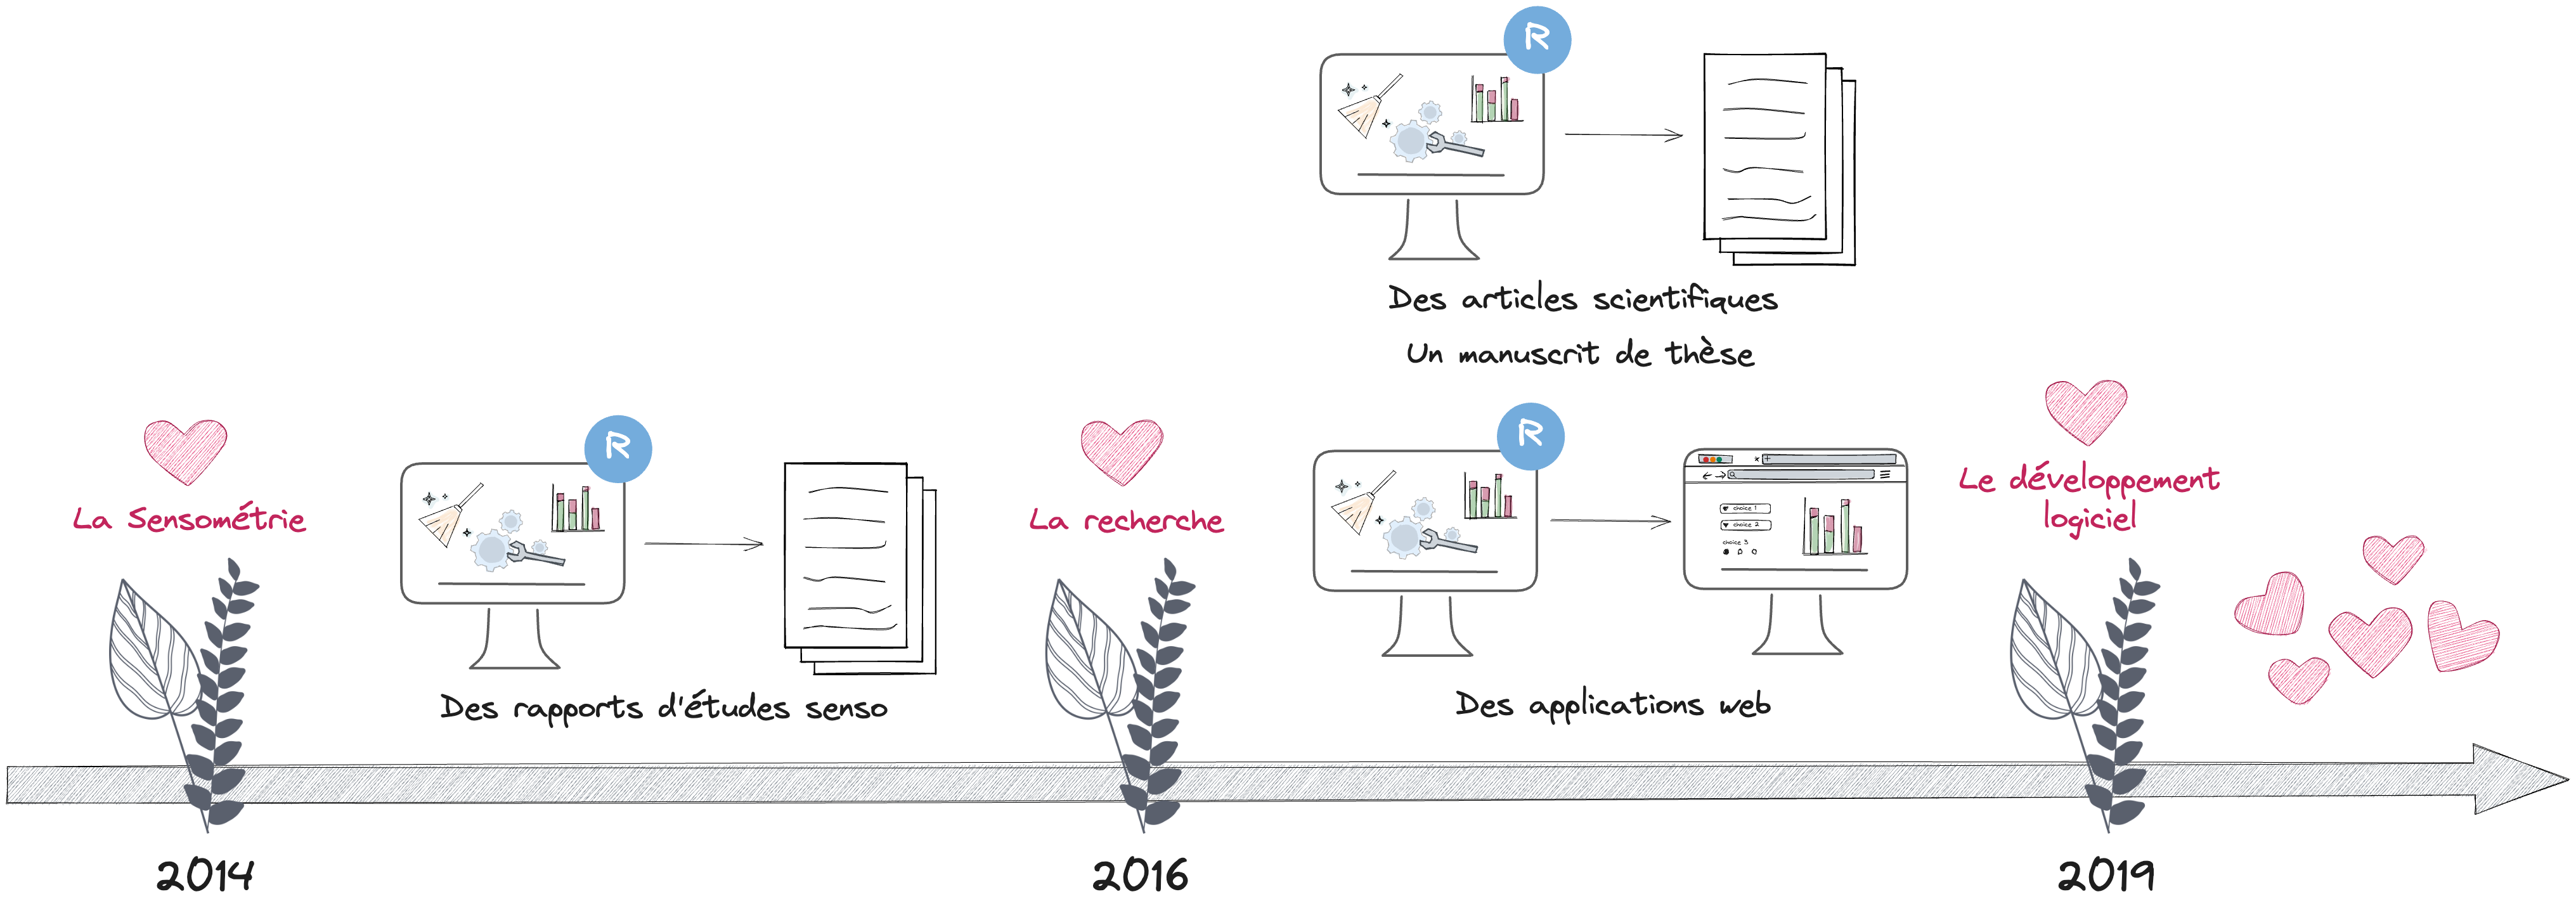 R
Des articles scientifiques
Un manuscrit de thèse
La Sensométrie
R
Des rapports d'études senso
La recherche
R
choice 1
choice 2
choice 3
Des applications web
Le développement
logiciel
2014
2016
2019